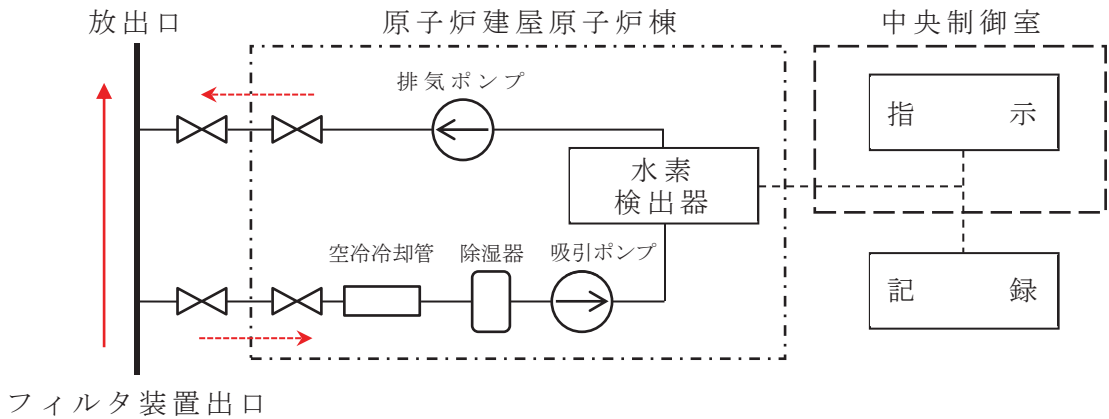 放出口
原子炉建屋原子炉棟
中央制御室
排気ポンプ
指 示
水素
検出器
空冷冷却管
除湿器
吸引ポンプ
記 録
フィルタ装置出口